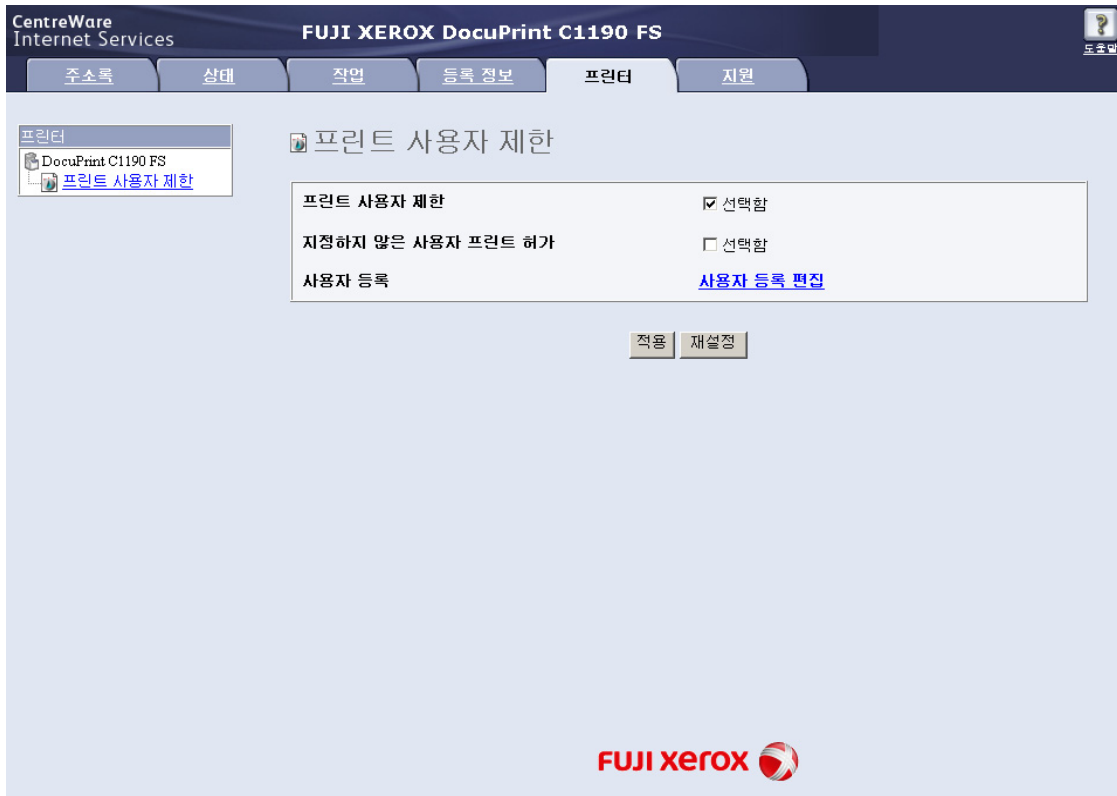 CentreWare
Internet Services
FUJI XEROX DocuPrint C1190 FS
도움말
주소록 상태 작업 등록 정보 프린터 지원
프린터
DocuPrint C1190 FS
프린트 사용자 제한
프린트 사용자 제한
프린트 사용자 제한 선택함
지정하지 않은 사용자 프린트 허가 선택함
사용자 등록 사용자 등록 편집
적용 재설정
FUJI xerox